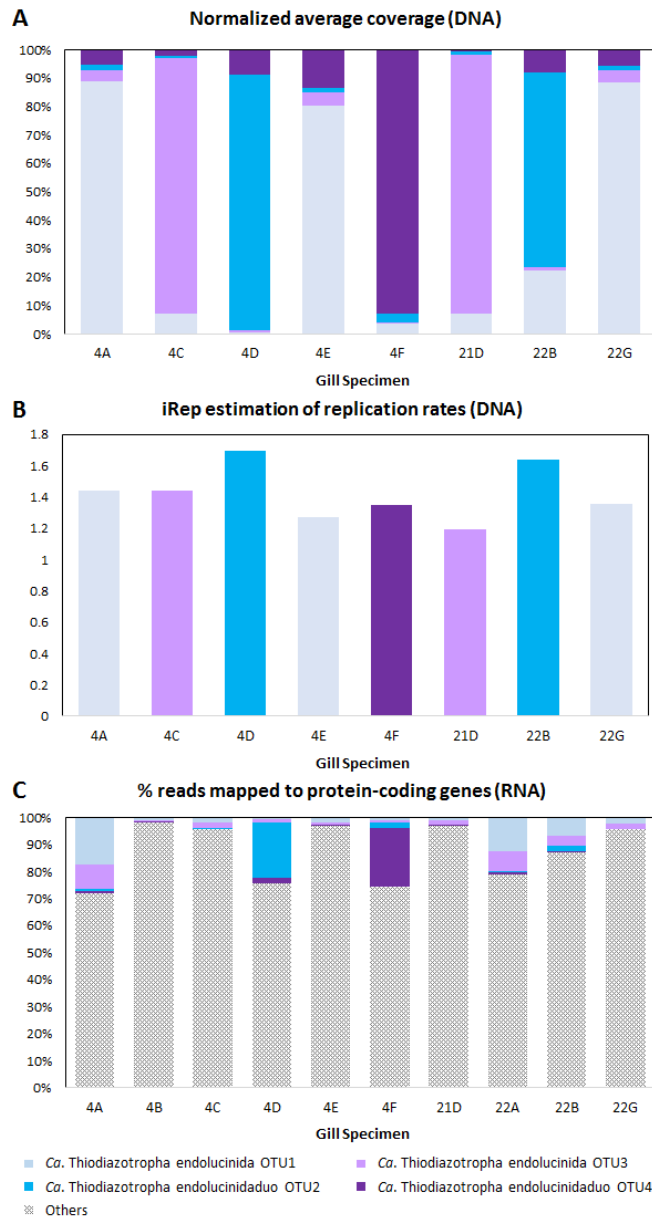 A
Normalized average coverage (DNA)
100%
90%
80%
70%
60%
50%
40%
30%
20%
10%
0%
4A 4C 4D 4E 4F 21D 22B 22G
Gill Specimen
B
iRep estimation of replication rates (DNA)
1.8
1.6
1.4
1.2
1
0.8
0.6
0.4
0.2
0
4A 4C 4D 4E 4F 21D 22B 22G
Gill Specimen
C
% reads mapped to protein-coding genes (RNA)
100%
90%
80%
70%
60%
50%
40%
30%
20%
10%
0%
4A 4B 4C 4D 4E 4F 21D 22A 22B 22G
Gill Specimen
Ca. Thiodiazotropha endolucinida OTU1 Ca. Thiodiazotropha endolucinida OTU3
Ca. Thiodiazotropha endolucinidaduo OTU2 Ca. Thiodiazotropha endolucinidaduo OTU4
Others